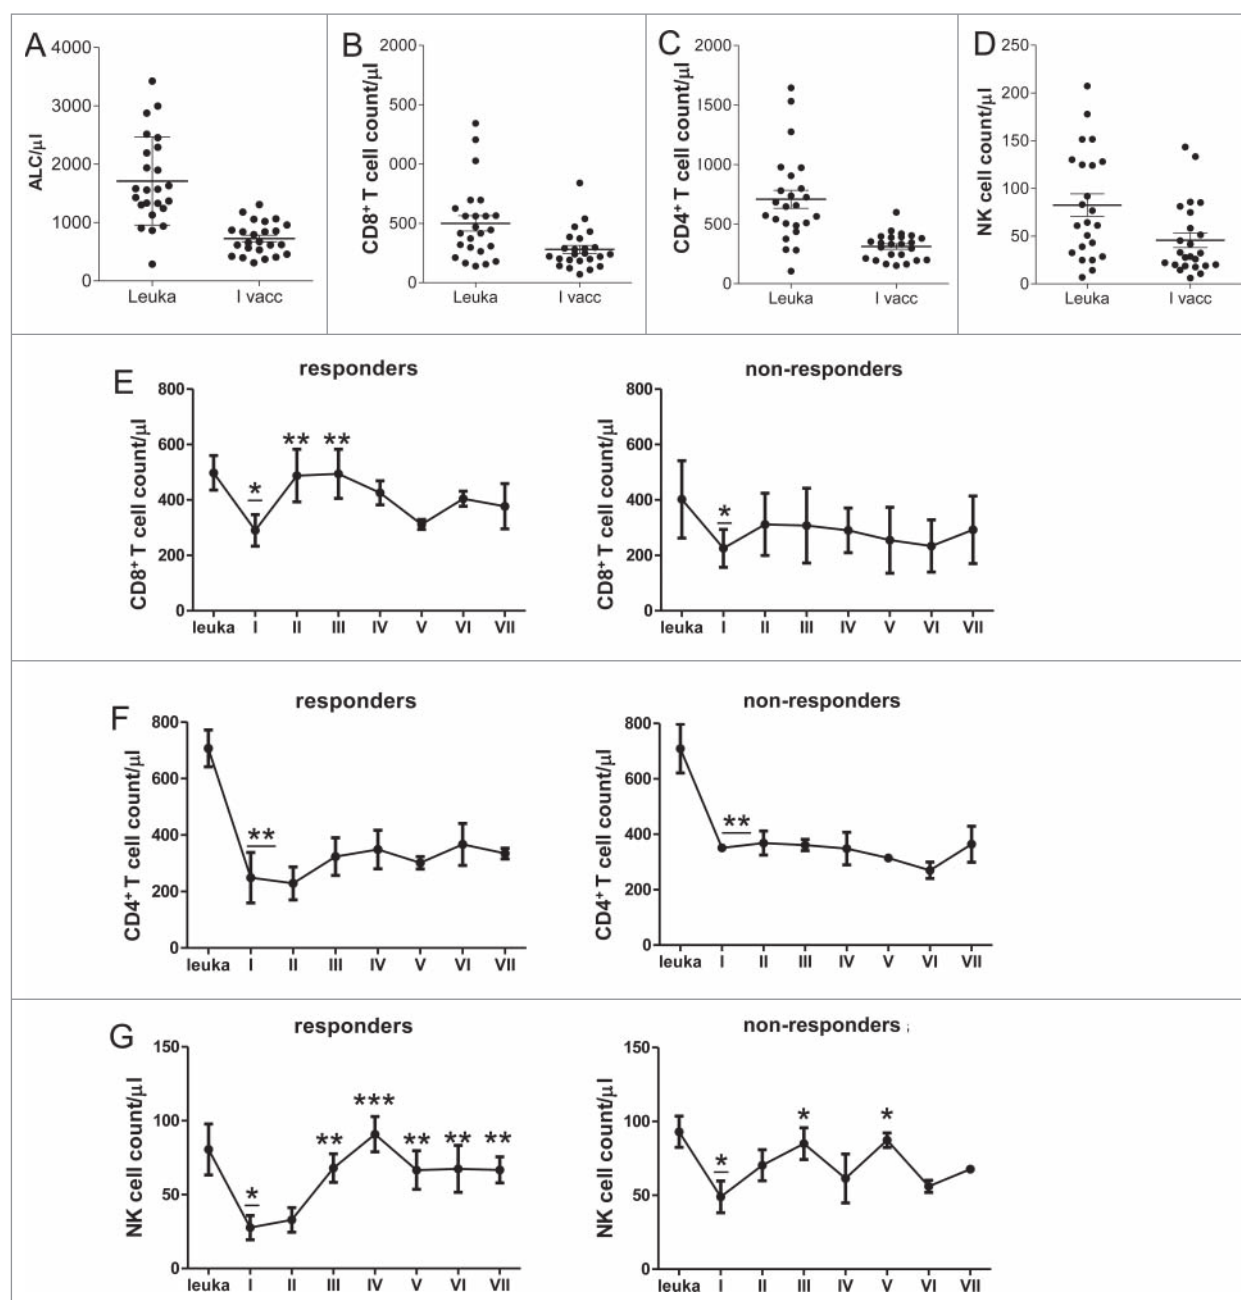 A
B
C
D
4000
3000
2000
1000
0
ALC/µl
Leuka
I vacc
2000
500
000
500
0
CD8+ T cell count/µl
Leuka
I vacc
2000
1500
1000
500
0
CD4+ T cell count/µl
Leuka
I vacc
250
200
150
100
50
0
NK cell count/µl
Leuka
I vacc
E
responders
800
600
400
200
0
CD8+ T cell count/µl
*
**
**
leuka I II III IV V VI VII
non-responders
800
600
400
200
0
CD8+ T cell count/µl
*
leuka I II III IV V VI VII
F
responders
800
600
400
200
0
CD4+ T cell count/µl
**
leuka I II III IV V VI VII
non-responders
800
600
400
200
0
CD4+ T cell count/µl
**
leuka I II III IV V VI VII
G
responders
150
100
50
0
NK cell count/µl
*
**
***
**
**
**
leuka I II III IV V VI VII
non-responders
150
100
50
0
NK cell count/µl
*
*
*
leuka I II III IV V VI VII